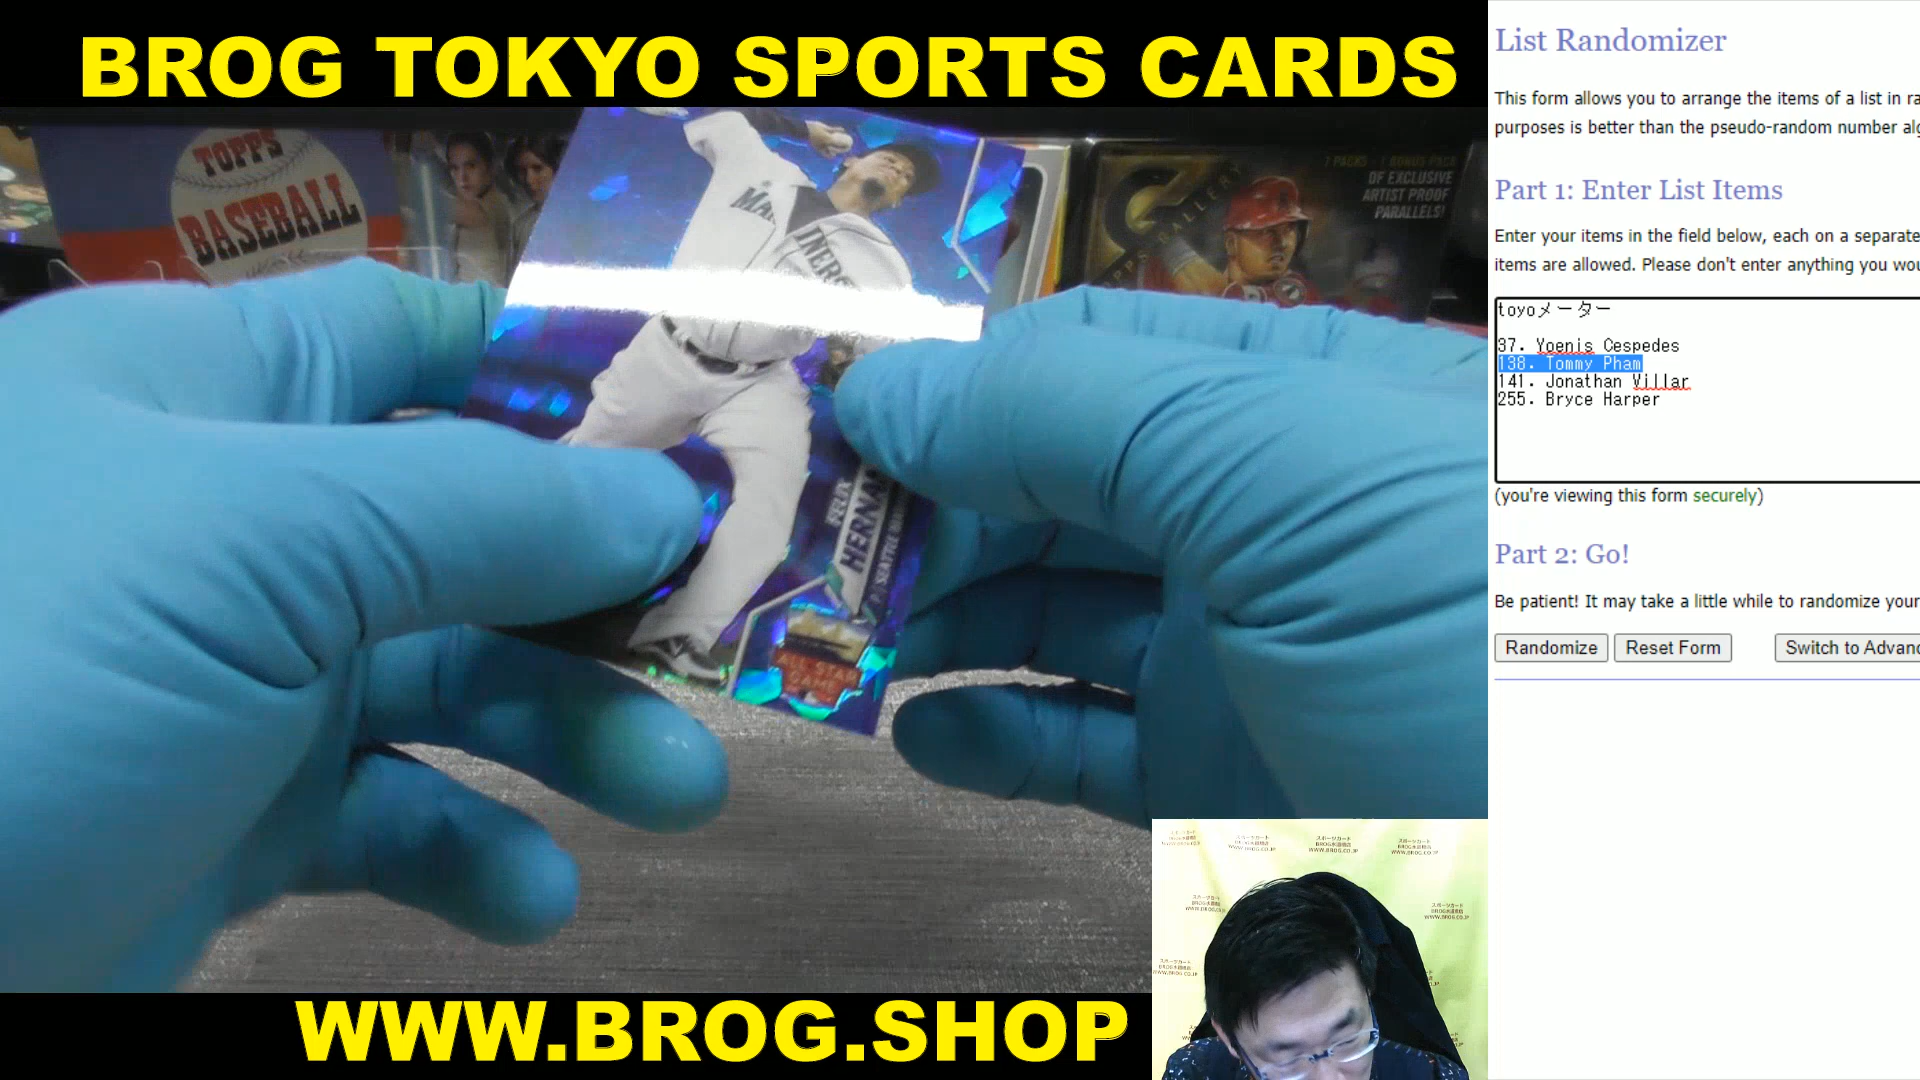 BROG TOKYO SPORTS CARDS
TOPPS
BASEBALL
7 PACKS - 1 BONUS PACK
OF EXCLUSIVE
ARTIST PROOF
PARALLELS!
FELIX
WWW.BROG.SHOP
List Randomizer
This form allows you to arrange the items of a list in ra
purposes is better than the pseudo-random number alg
Part 1: Enter List Items
Enter your items in the field below, each on a separate
items are allowed. Please don't enter anything you wou
toyoメーター
37. Yoenis Cespedes
138. Tommy Pham
141. Jonathan Villar
255. Bryce Harper
(you're viewing this form securely)
Part 2: Go!
Be patient! It may take a little while to randomize your
Randomize Reset Form Switch to Advanc